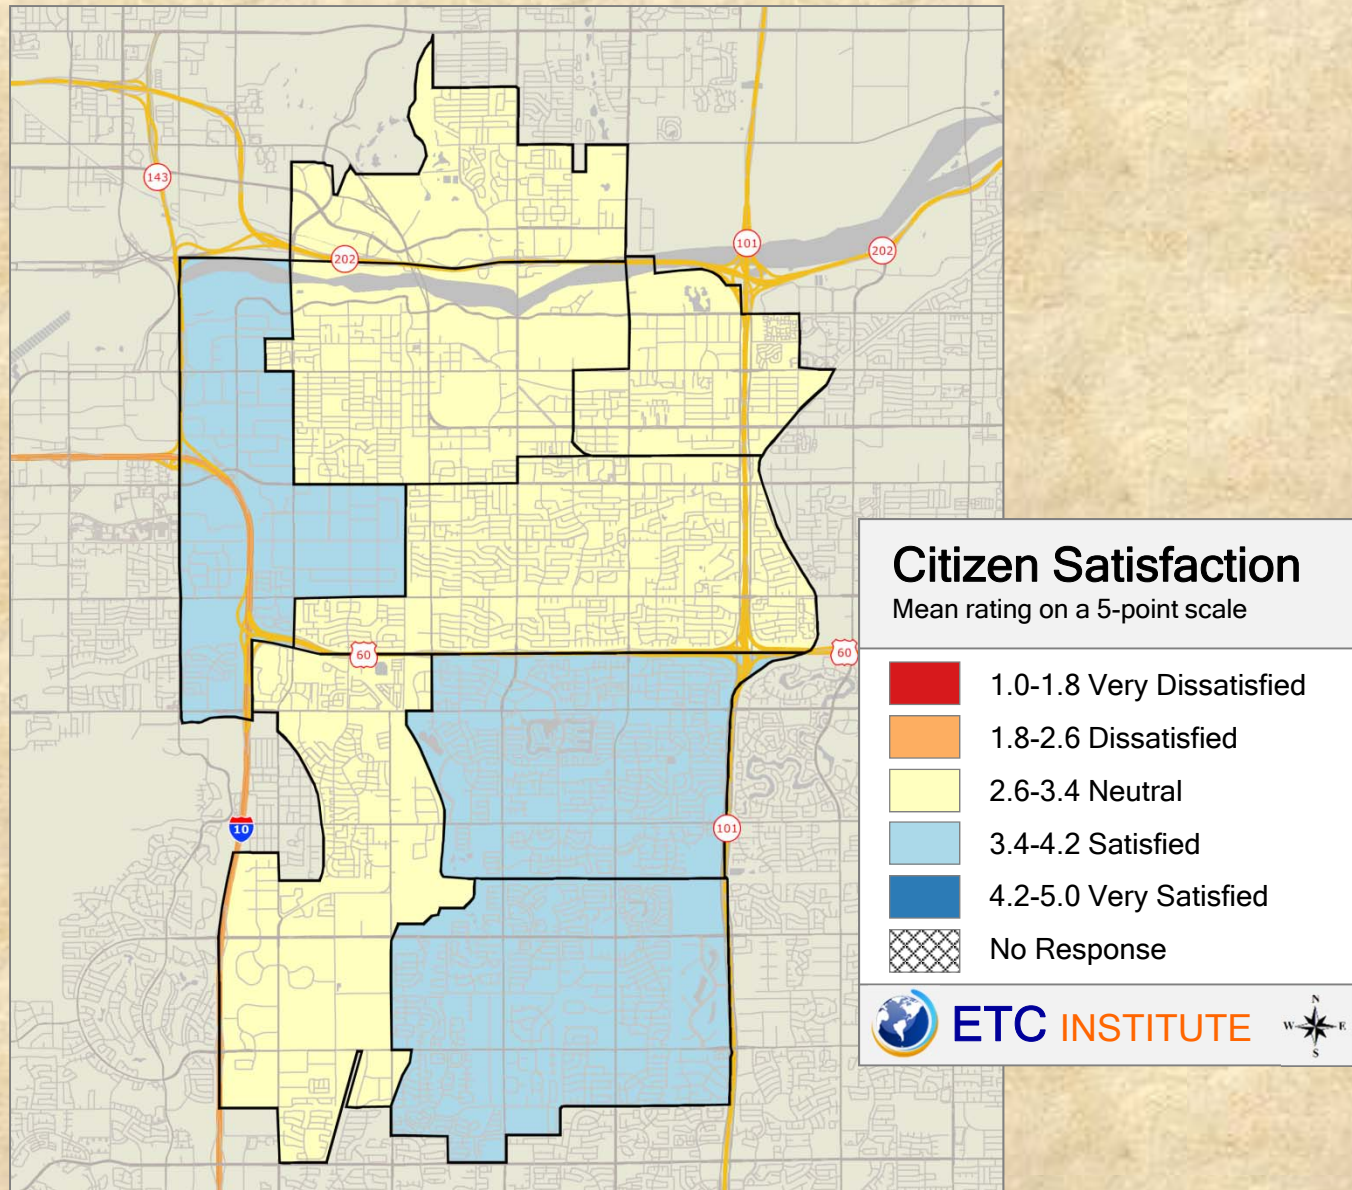 143
101
202
202
Citizen Satisfaction
Mean rating on a 5-point scale
60
60
1.0-1.8 Very Dissatisfied
1.8-2.6 Dissatisfied
2.6-3.4 Neutral
101
10
3.4-4.2 Satisfied
4.2-5.0 Very Satisfied
No Response
ETC INSTITUTE
N
W E
S